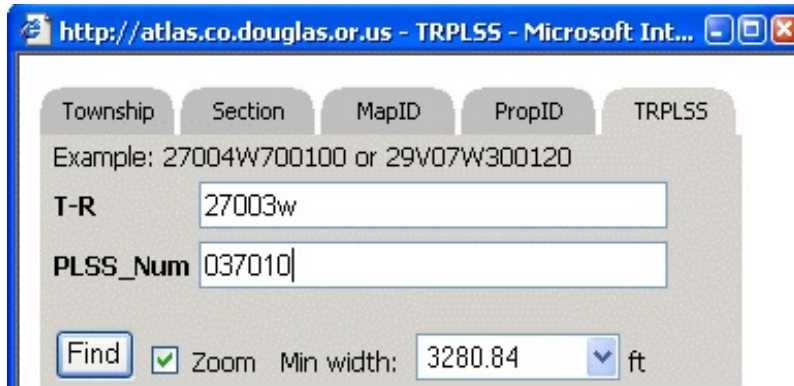 http://atlas.co.douglas.or.us - TRPLSS - Microsoft Int...
Township Section MapID PropID TRPLSS
Example: 27004W700100 or 29V07W300120
T-R 27003w
PLSS_Num 037010
Find Zoom Min width: 3280.84 ft